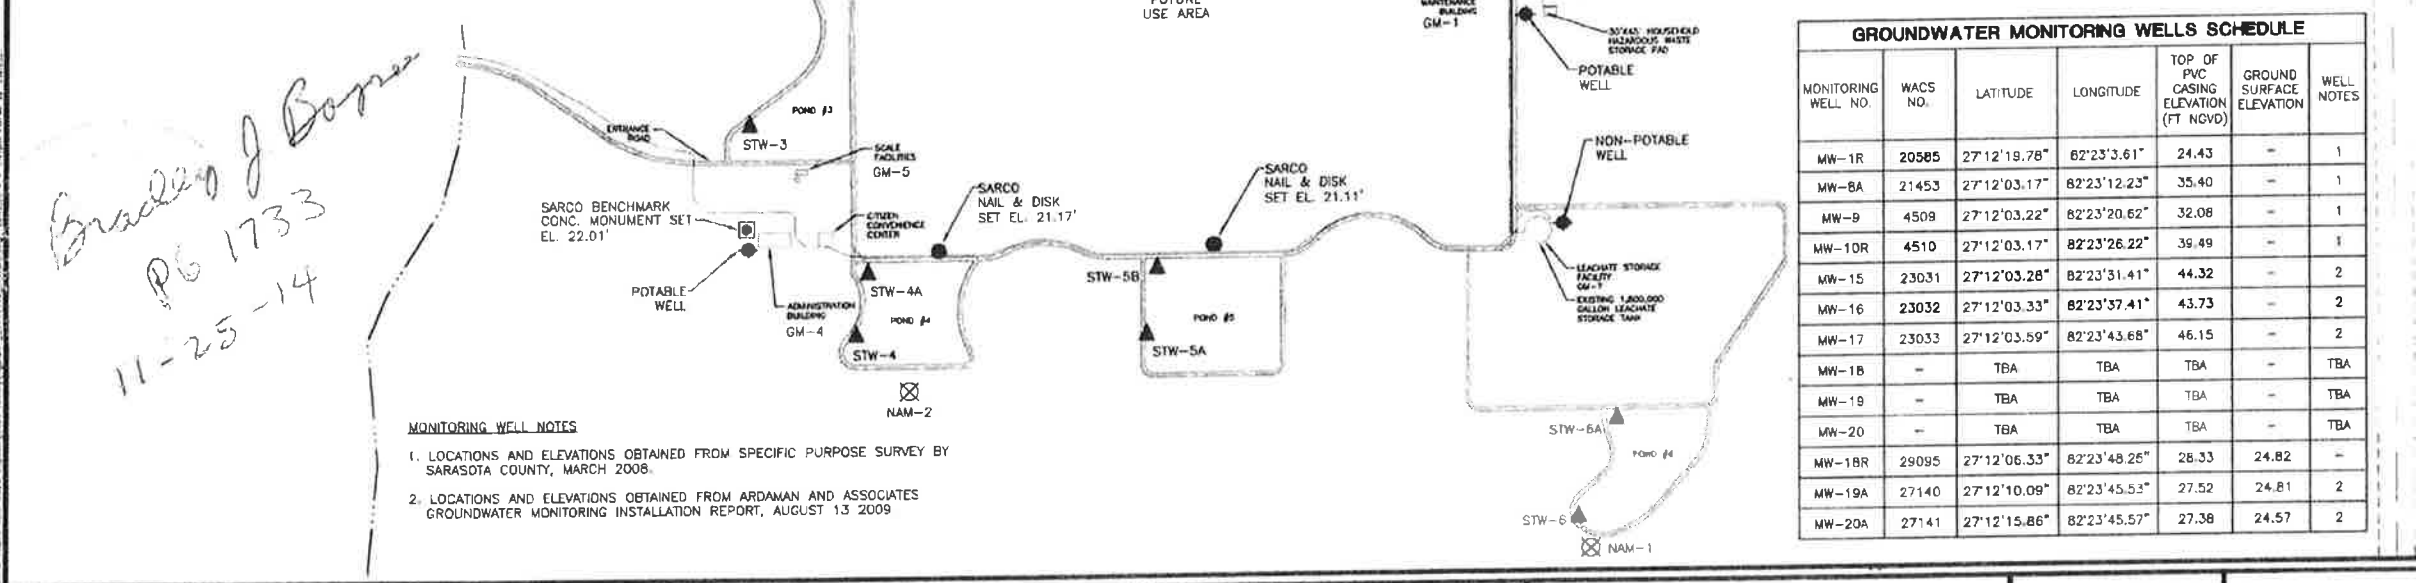 FUTURE
USE AREA
MAINTENANCE
BUILDING
GM-1
30'X45' HOUSEHOLD
HAZARDOUS WASTE
STORAGE PAD
POTABLE
WELL
Bradley J
PG 1733
11-25-14
POND #3
ENTRANCE
ROAD
STW-3
SCALE
FACILITIES
GM-5
NON-POTABLE
WELL
SARCO BENCHMARK
CONC. MONUMENT SET
EL. 22.01'
CITIZEN
CONVENIENCE
CENTER
SARCO
NAIL & DISK
SET EL. 21.17'
SARCO
NAIL & DISK
SET EL. 21.11'
POTABLE
WELL
ADMINISTRATION
BUILDING
GM-4
STW-4A
POND #4
STW-4
STW-5B
POND #5
STW-5A
LEACHATE STORAGE
FACILITY
GM-7
EXISTING 1,800,000
GALLON LEACHATE
STORAGE TANK
NAM-2
STW-6A
STW-6
NAM-1
MONITORING WELL NOTES
1. LOCATIONS AND ELEVATIONS OBTAINED FROM SPECIFIC PURPOSE SURVEY BY
SARASOTA COUNTY, MARCH 2008.
2. LOCATIONS AND ELEVATIONS OBTAINED FROM ARDAMAN AND ASSOCIATES
GROUNDWATER MONITORING INSTALLATION REPORT, AUGUST 13 2009
GROUNDWATER MONITORING WELLS SCHEDULE
MONITORING WELL NO. WACS NO. LATITUDE LONGITUDE TOP OF PVC CASING ELEVATION (FT NGVD) GROUND SURFACE ELEVATION WELL NOTES
MW-1R 20585 27°12'19.78" 82°23'3.61" 24.43 - 1
MW-8A 21453 27°12'03.17" 82°23'12.23" 35.40 - 1
MW-9 4509 27°12'03.22" 82°23'20.62" 32.08 - 1
MW-10R 4510 27°12'03.17" 82°23'26.22" 39.49 - 1
MW-15 23031 27°12'03.28" 82°23'31.41" 44.32 - 2
MW-16 23032 27°12'03.33" 82°23'37.41" 43.73 - 2
MW-17 23033 27°12'03.59" 82°23'43.68" 46.15 - 2
MW-18 - TBA TBA TBA - TBA
MW-19 - TBA TBA TBA - TBA
MW-20 - TBA TBA TBA - TBA
MW-18R 29095 27°12'06.33" 82°23'48.26" 28.33 24.82 -
MW-19A 27140 27°12'10.09" 82°23'45.53" 27.52 24.81 2
MW-20A 27141 27°12'15.86" 82°23'45.57" 27.38 24.57 2